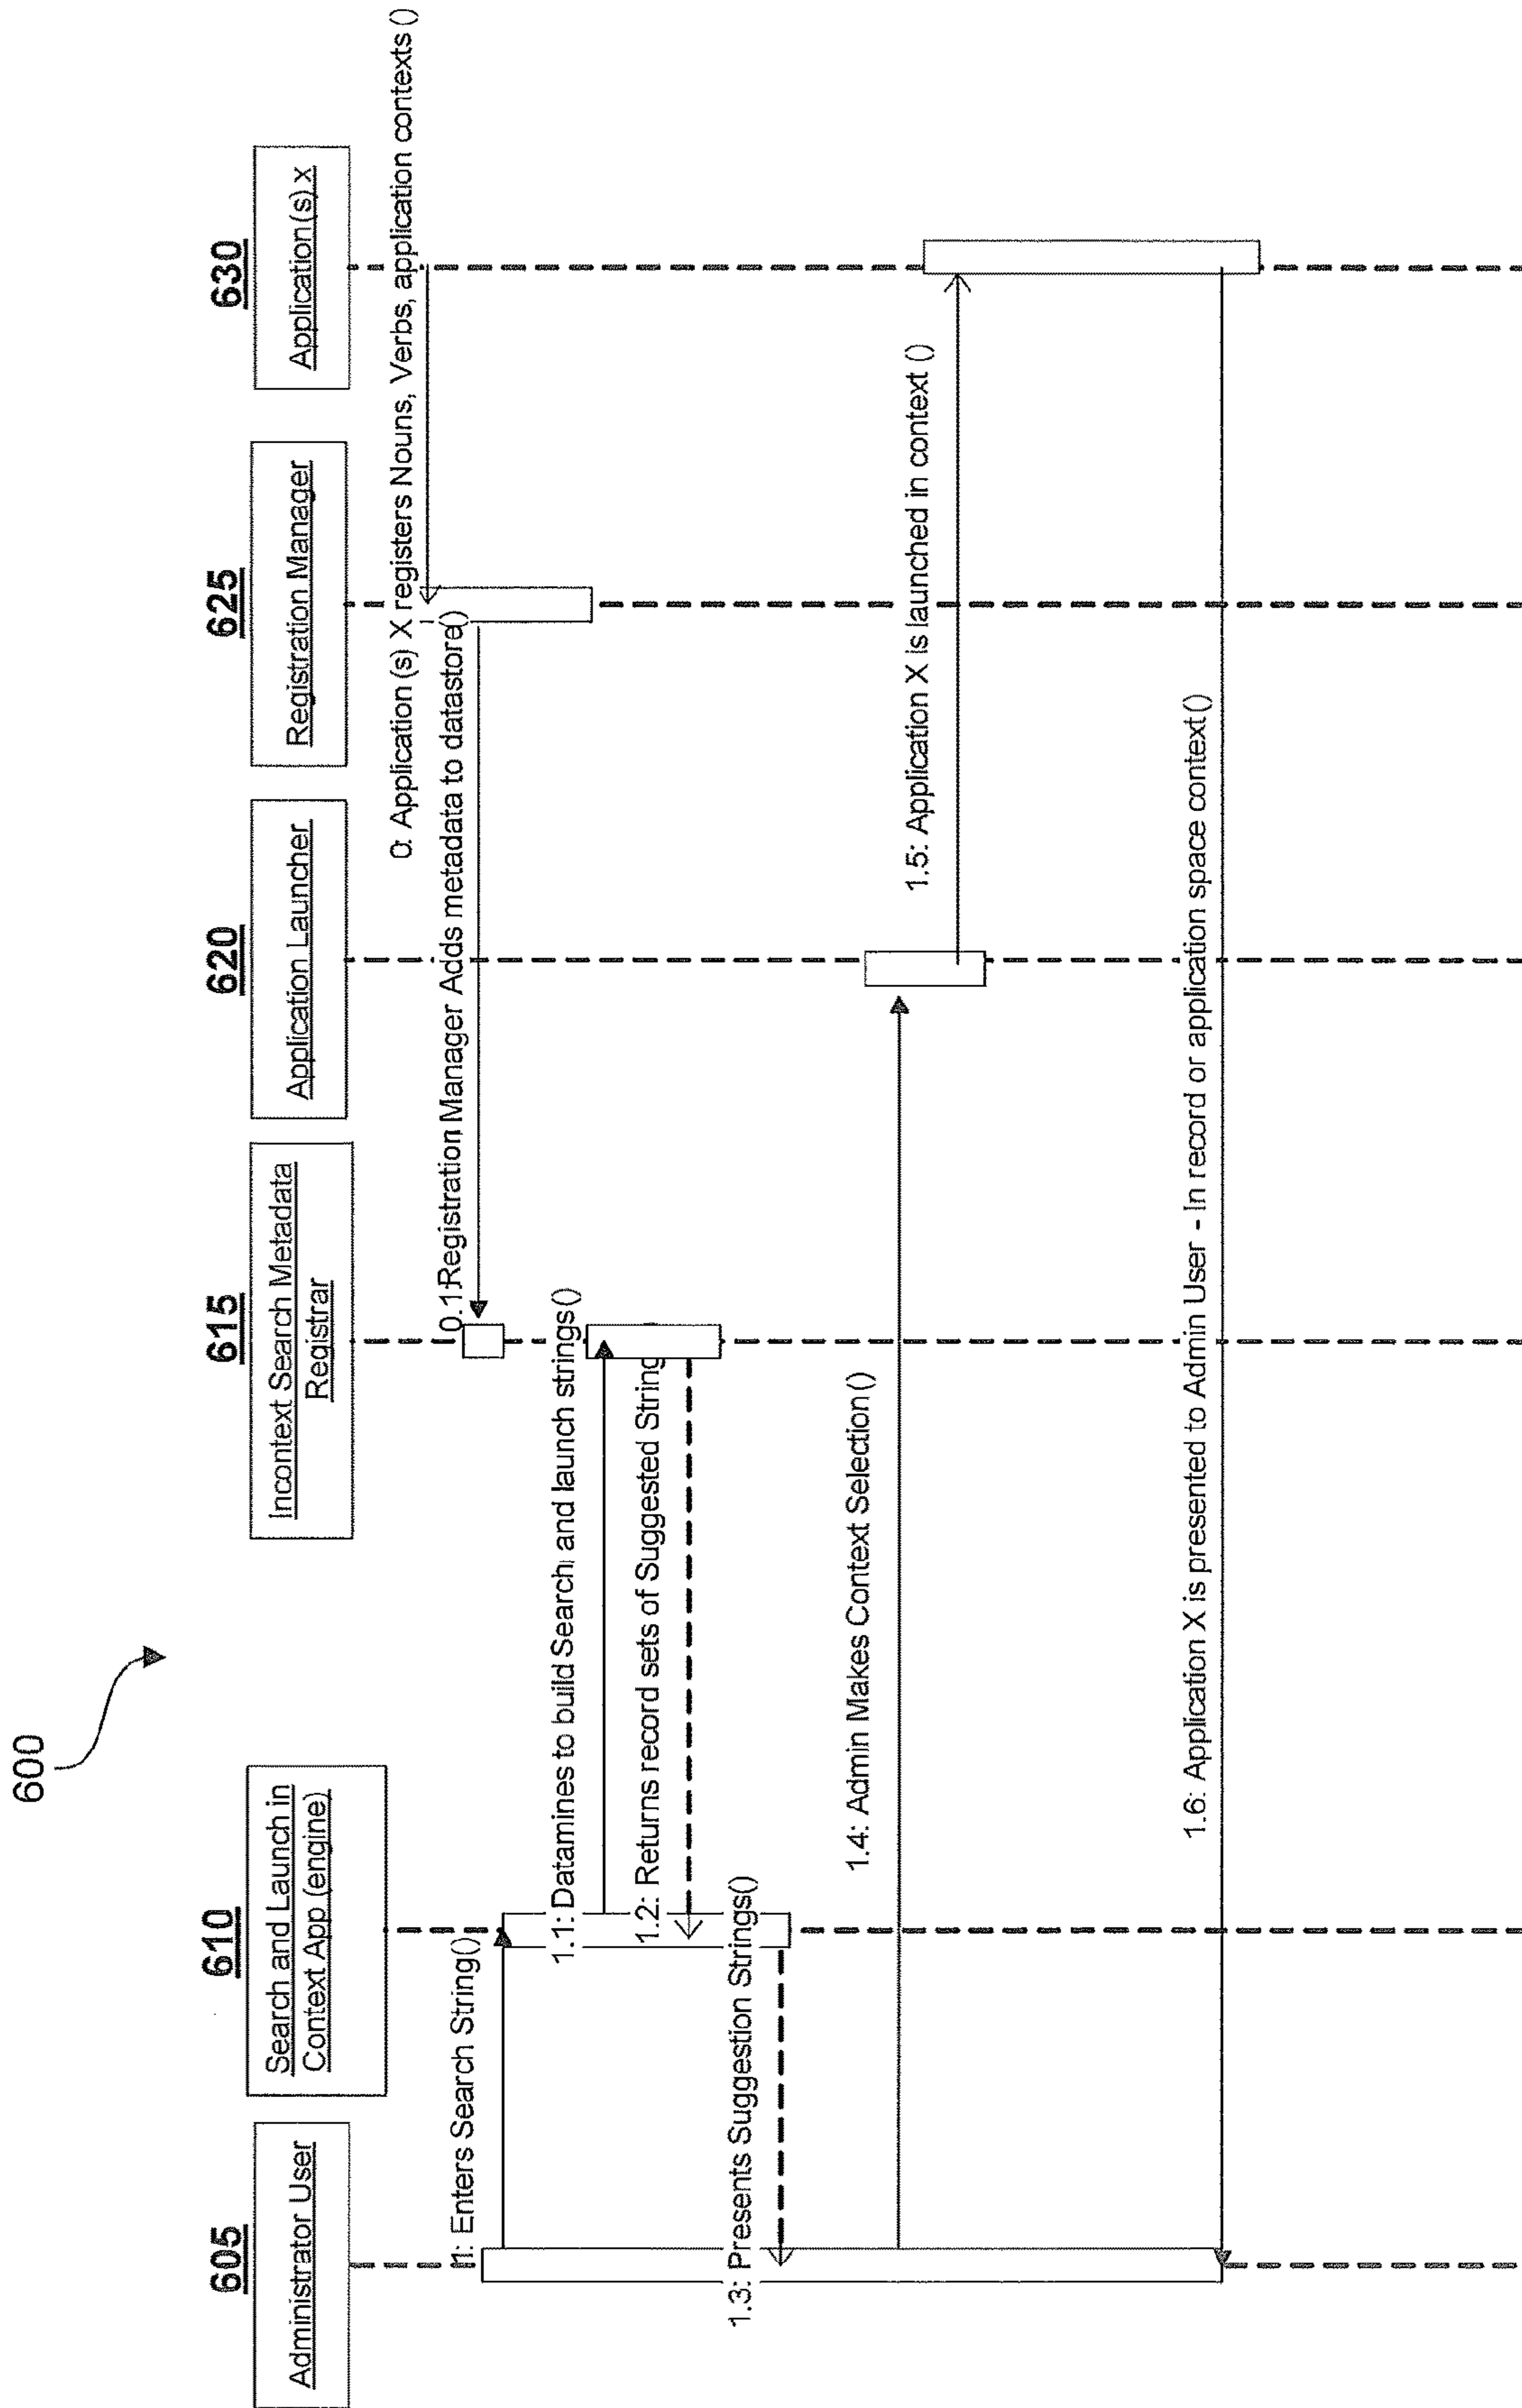 600
605
Administrator User
610
Search and Launch in
Context App (engine)
615
Incontext Search Metadata
Registrar
620
Application Launcher
625
Registration Manager
630
Application(s) x
0: Application (s) X registers Nouns, Verbs, application contexts ()
0.1:Registration Manager Adds metadata to datastore()
1: Enters Search String()
1.1: Datamines to build Search and launch strings()
1.2: Returns record sets of Suggested String
1.3: Presents Suggestion Strings()
1.4: Admin Makes Context Selection()
1.5: Application X is launched in context ()
1.6: Application X is presented to Admin User - In record or application space context()